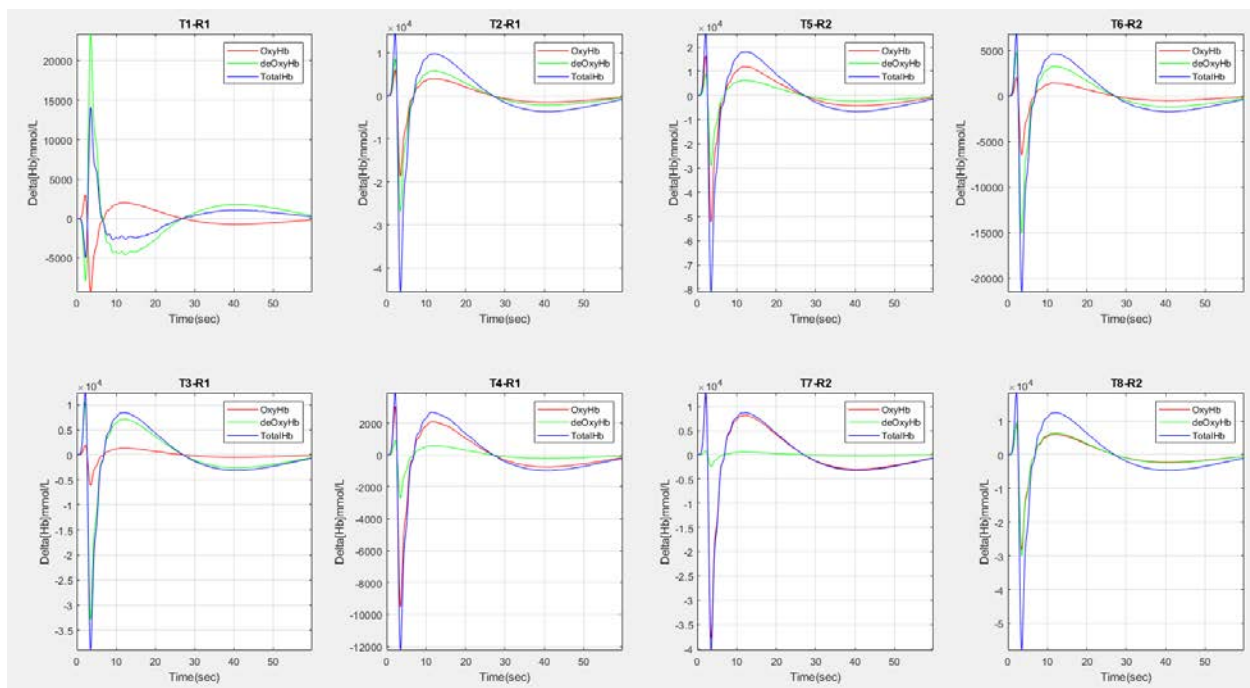 T1-R1
OxyHb
deOxyHb
TotalHb
20000
15000
10000
5000
0
-5000
Delta[Hb]mmol/L
0 10 20 30 40 50
Time(sec)
T2-R1
×10⁴
OxyHb
deOxyHb
TotalHb
1
0
-1
-2
-3
-4
Delta[Hb]mmol/L
0 10 20 30 40 50 60
Time(sec)
T5-R2
×10⁴
OxyHb
deOxyHb
TotalHb
2
1
0
-1
-2
-3
-4
-5
-6
-7
-8
Delta[Hb]mmol/L
0 10 20 30 40 50
Time(sec)
T6-R2
OxyHb
deOxyHb
TotalHb
5000
0
-5000
-10000
-15000
-20000
Delta[Hb]mmol/L
0 10 20 30 40 50
Time(sec)
T3-R1
×10⁴
OxyHb
deOxyHb
TotalHb
1
0.5
0
-0.5
-1
-1.5
-2
-2.5
-3
-3.5
Delta[Hb]mmol/L
0 10 20 30 40 50
Time(sec)
T4-R1
OxyHb
deOxyHb
TotalHb
2000
0
-2000
-4000
-6000
-8000
-10000
-12000
Delta[Hb]mmol/L
0 10 20 30 40 50
Time(sec)
T7-R2
×10⁴
OxyHb
deOxyHb
TotalHb
1
0.5
0
-0.5
-1
-1.5
-2
-2.5
-3
-3.5
-4
Delta[Hb]mmol/L
0 10 20 30 40 50
Time(sec)
T8-R2
×10⁴
OxyHb
deOxyHb
TotalHb
1
0
-1
-2
-3
-4
-5
Delta[Hb]mmol/L
0 10 20 30 40 50
Time(sec)